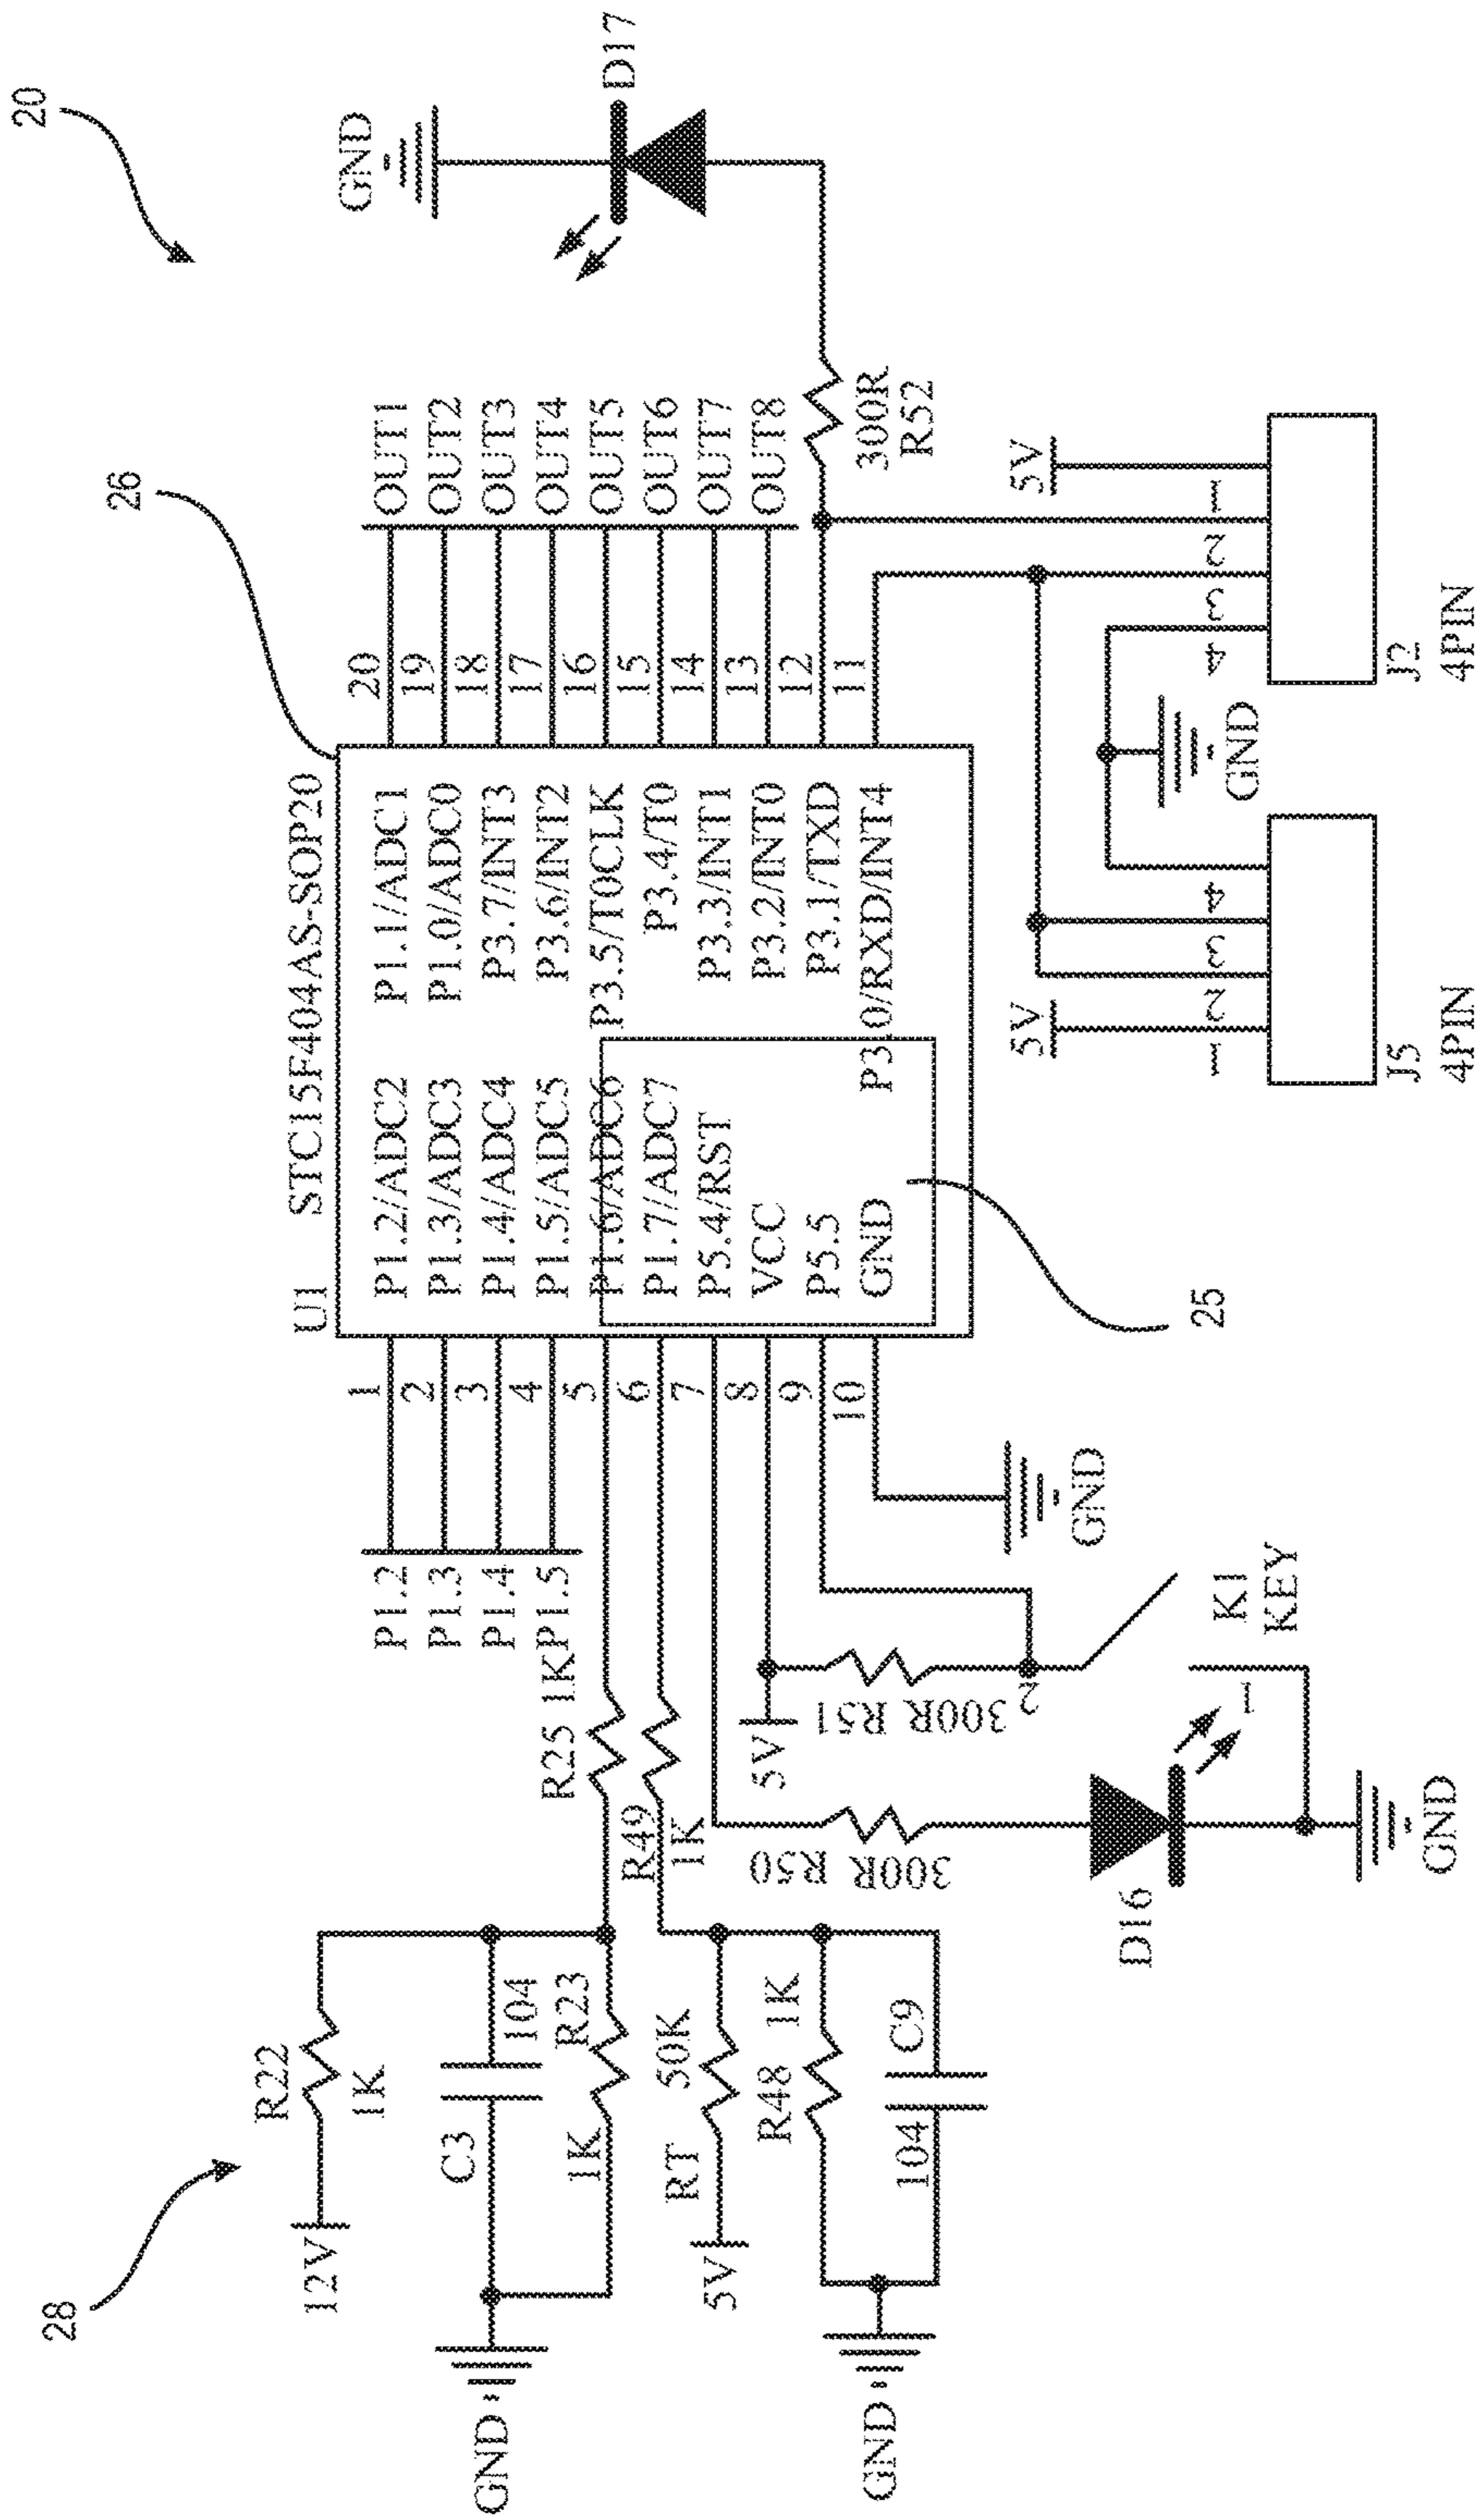 20
28
26
25
U1
STC15F404AS-SOP20
P1.2/ADC2
P1.3/ADC3
P1.4/ADC4
P1.5/ADC5
P1.6/ADC6
P1.7/ADC7
P5.4/RST
VCC
P5.5
GND
P1.1/ADC1
P1.0/ADC0
P3.7/INT3
P3.6/INT2
P3.5/T0CLK
P3.4/T0
P3.3/INT1
P3.2/INT0
P3.1/TXD
P3.0/RXD/INT4
1
2
3
4
5
6
7
8
9
10
20
19
18
17
16
15
14
13
12
11
P1.2
P1.3
P1.4
P1.5
OUT1
OUT2
OUT3
OUT4
OUT5
OUT6
OUT7
OUT8
12V
R22
1K
C3
104
R23
1K
GND
R25 1K
R49
1K
5V
RT
50K
R48
1K
C9
104
GND
300R R50
D16
GND
5V
300R R51
2
1
K1
KEY
GND
GND
D17
300R
R52
5V
1
2
3
4
J5
4PIN
GND
5V
1
2
3
4
J2
4PIN